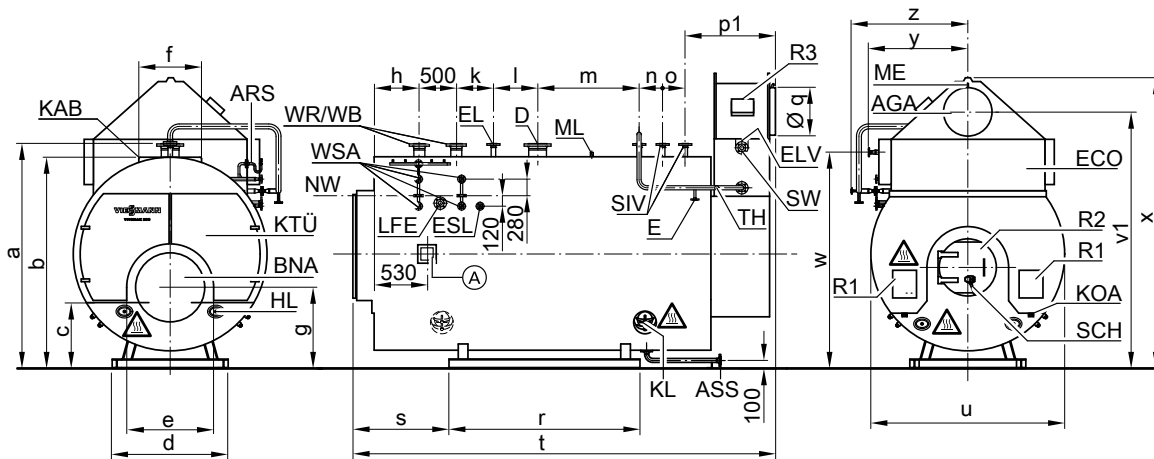 f
ARS
KAB
VIESMANN
KTÜ
BNA
HL
a
b
c
g
e
d
p1
R3
h
500
k
l
m
n
o
WR/WB
EL
D
ML
Ø q
WSA
ELV
NW
SW
SIV
TH
LFE
ESL
120
280
E
530
A
KL
ASS
100
s
r
t
z
y
ME
AGA
ECO
R2
R1
R1
KOA
SCH
w
v1
x
u